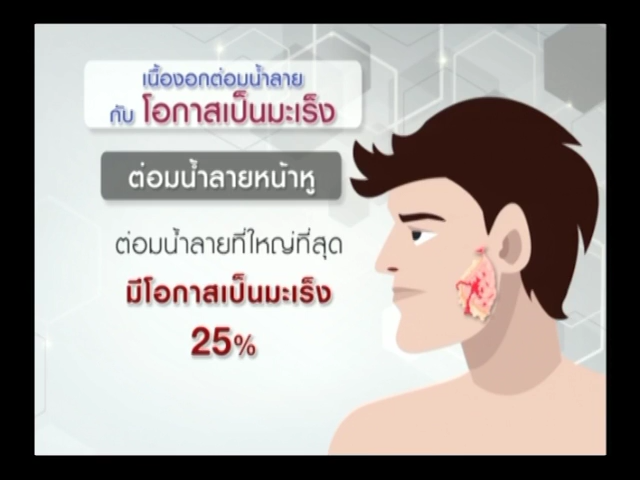 เนื้องอกต่อมน้ำลาย
กับ โอกาสเป็นมะเร็ง
ต่อมน้ำลายหน้าหู
ต่อมน้ำลายที่ใหญ่ที่สุด
มีโอกาสเป็นมะเร็ง
25%